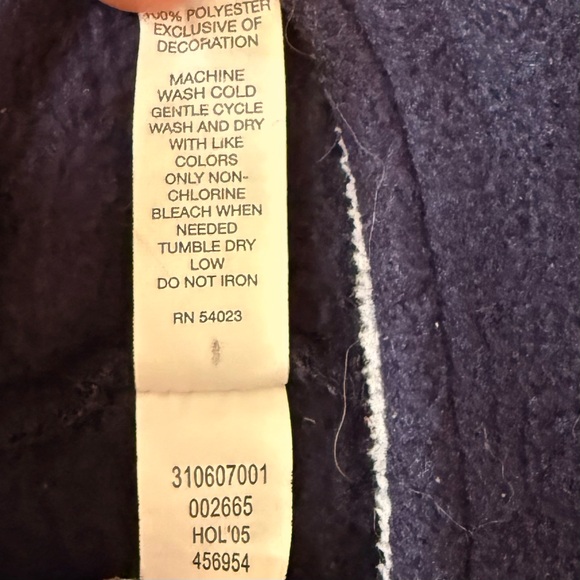 100% POLYESTER
EXCLUSIVE OF
DECORATION
MACHINE
WASH COLD
GENTLE CYCLE
WASH AND DRY
WITH LIKE
COLORS
ONLY NON-
CHLORINE
BLEACH WHEN
NEEDED
TUMBLE DRY
LOW
DO NOT IRON
RN 54023
310607001
002665
HOL'05
456954